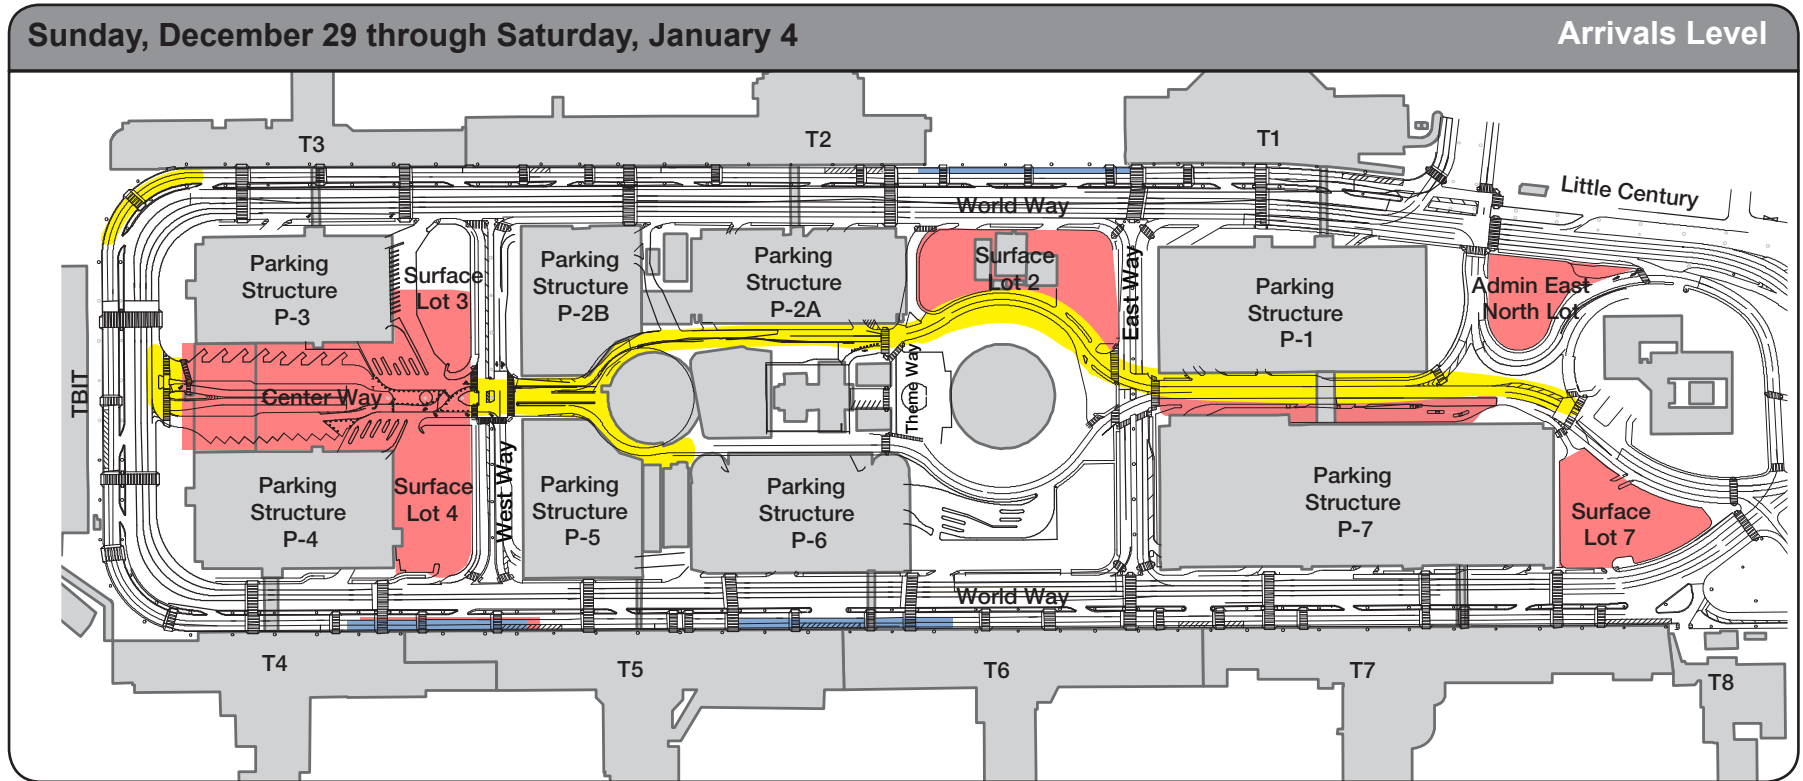 Sunday, December 29 through Saturday, January 4
Arrivals Level
T3
T2
T1
Little Century
World Way
Parking
Structure
P-3
Surface
Lot 3
Parking
Structure
P-2B
Parking
Structure
P-2A
Surface
Lot 2
East Way
Parking
Structure
P-1
Admin East
North Lot
TBIT
Center Way
Theme Way
West Way
Parking
Structure
P-4
Surface
Lot 4
Parking
Structure
P-5
Parking
Structure
P-6
Parking
Structure
P-7
Surface
Lot 7
World Way
T4
T5
T6
T7
T8